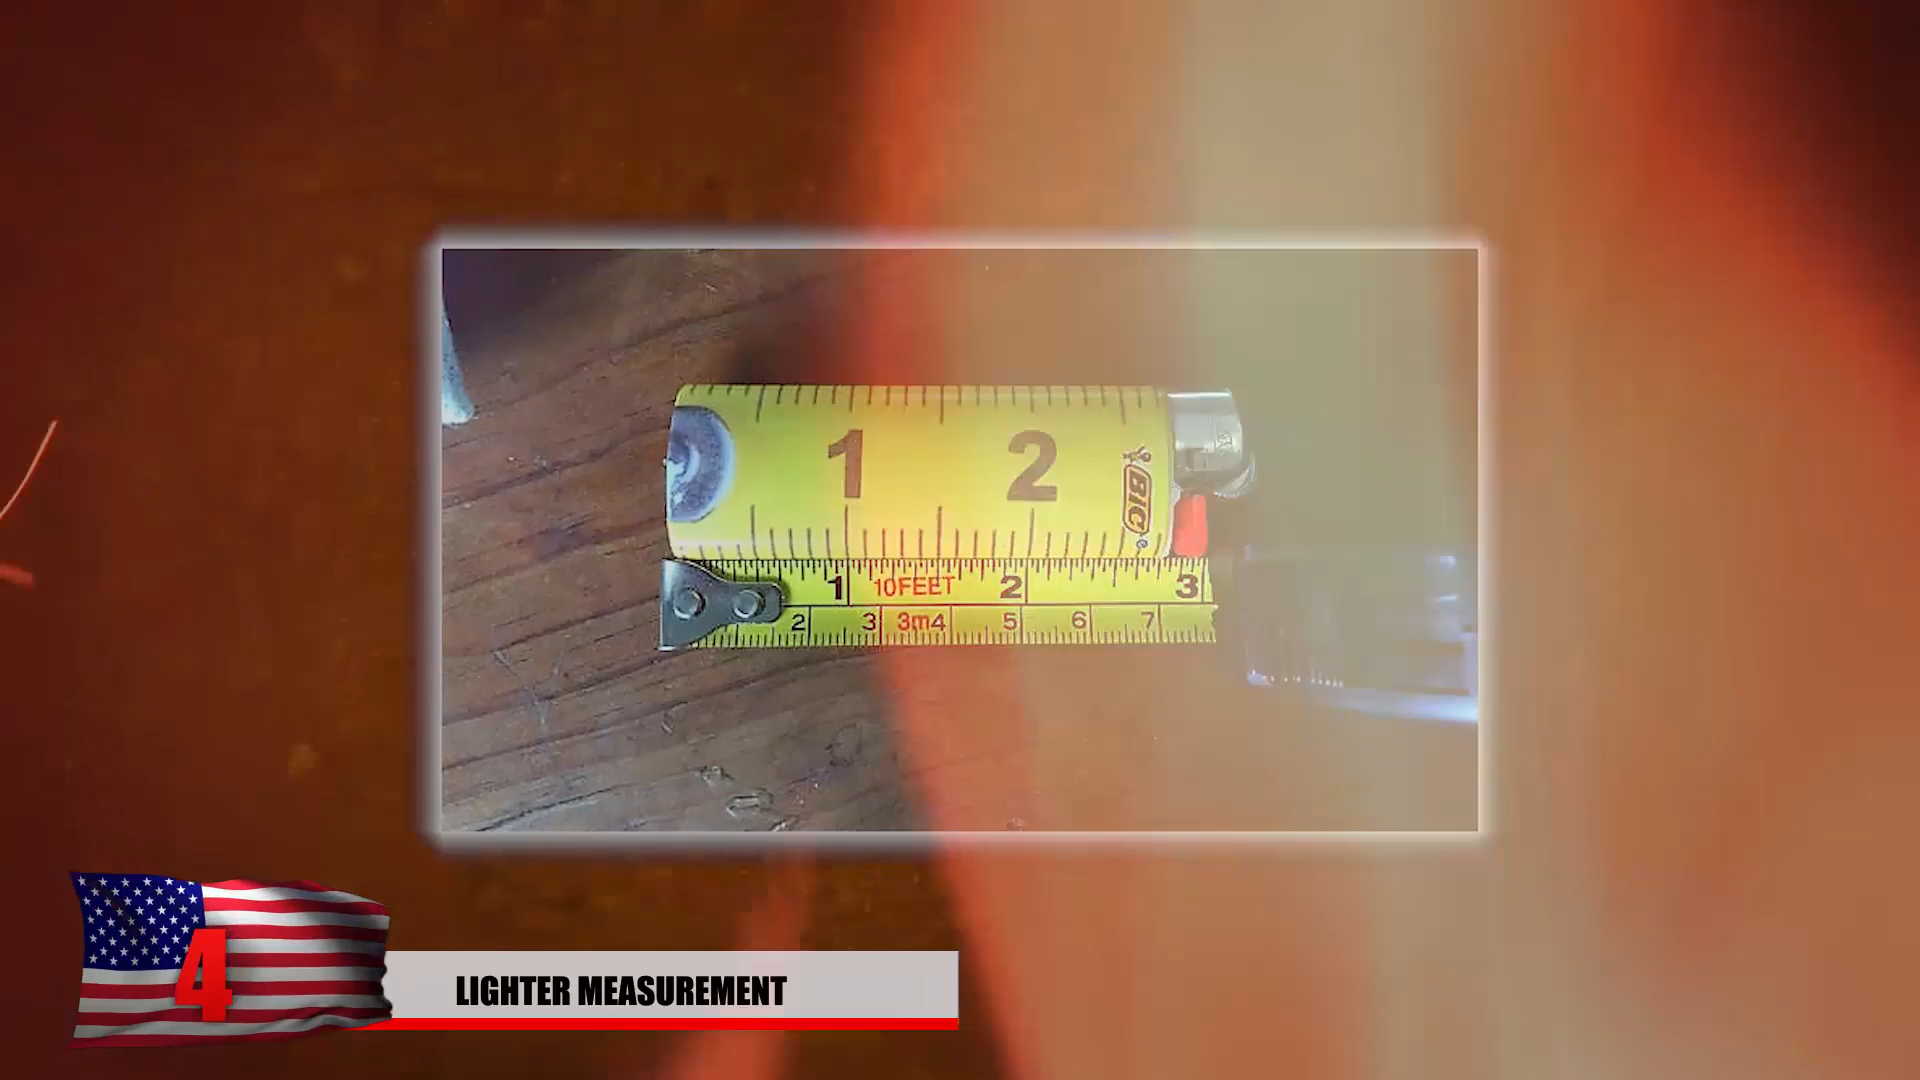 1 2
BIC
1 10FEET 2 3
2 3 3m4 5 6 7
4
LIGHTER MEASUREMENT